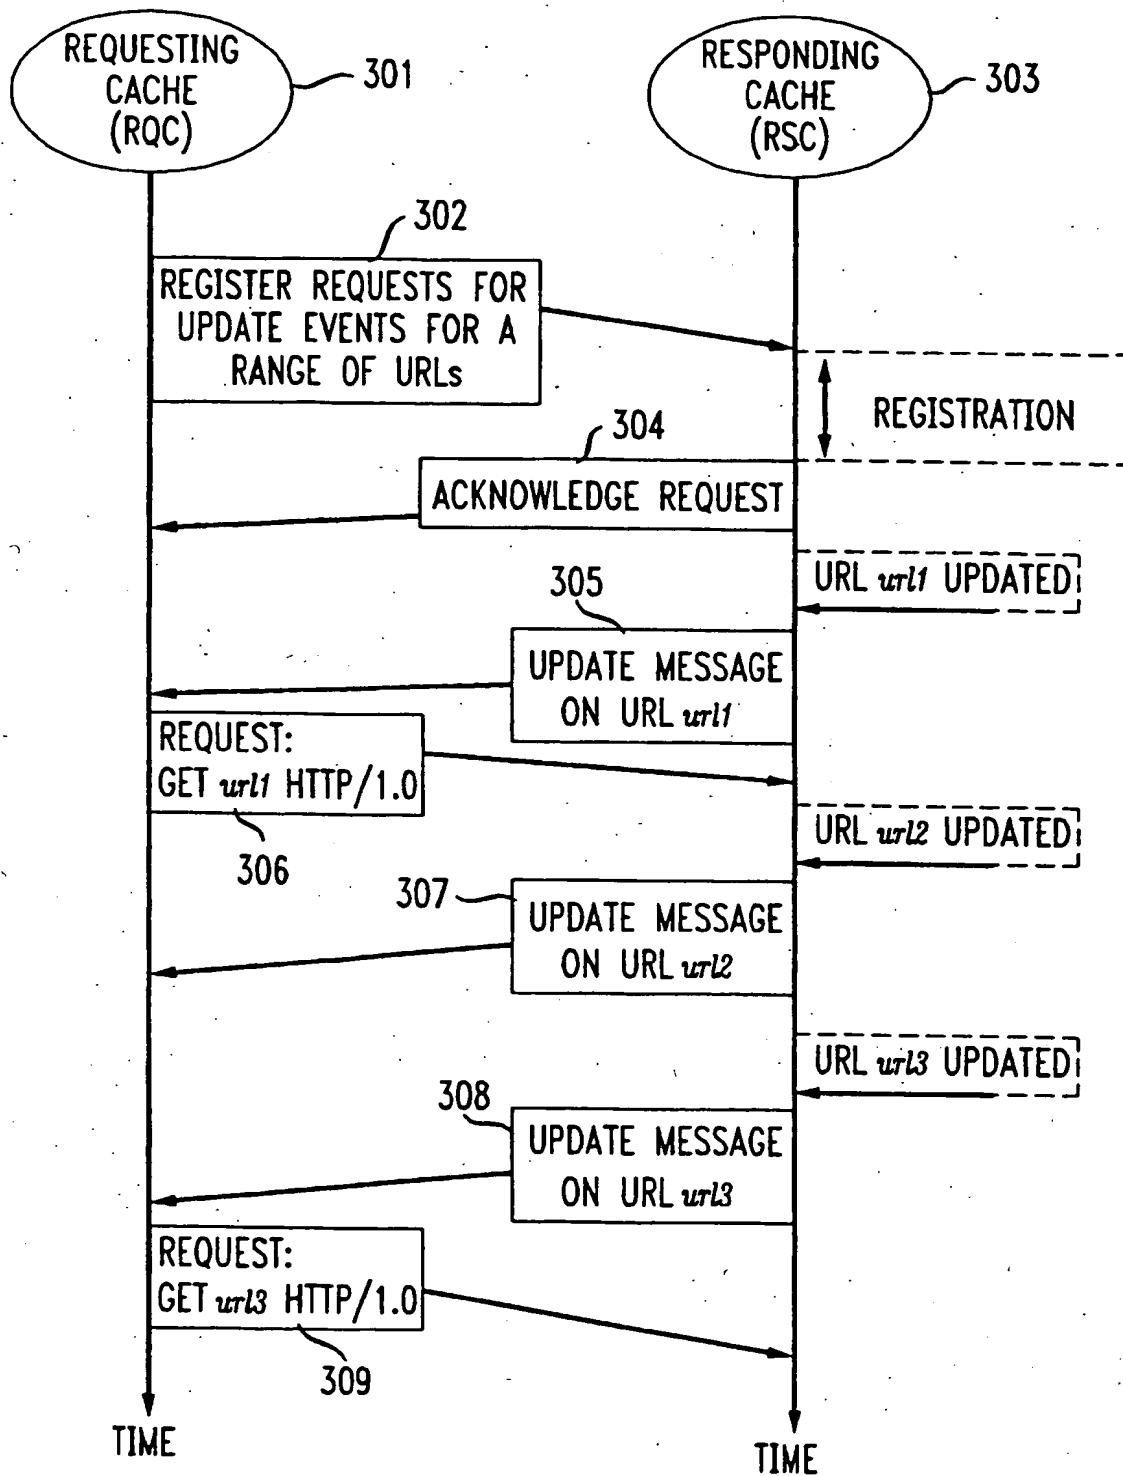 REQUESTING
CACHE
(RQC)
301
RESPONDING
CACHE
(RSC)
303
302
REGISTER REQUESTS FOR
UPDATE EVENTS FOR A
RANGE OF URLs
REGISTRATION
304
ACKNOWLEDGE REQUEST
URL url1 UPDATED
305
UPDATE MESSAGE
ON URL url1
REQUEST:
GET url1 HTTP/1.0
306
URL url2 UPDATED
307
UPDATE MESSAGE
ON URL url2
URL url3 UPDATED
308
UPDATE MESSAGE
ON URL url3
REQUEST:
GET url3 HTTP/1.0
309
TIME
TIME